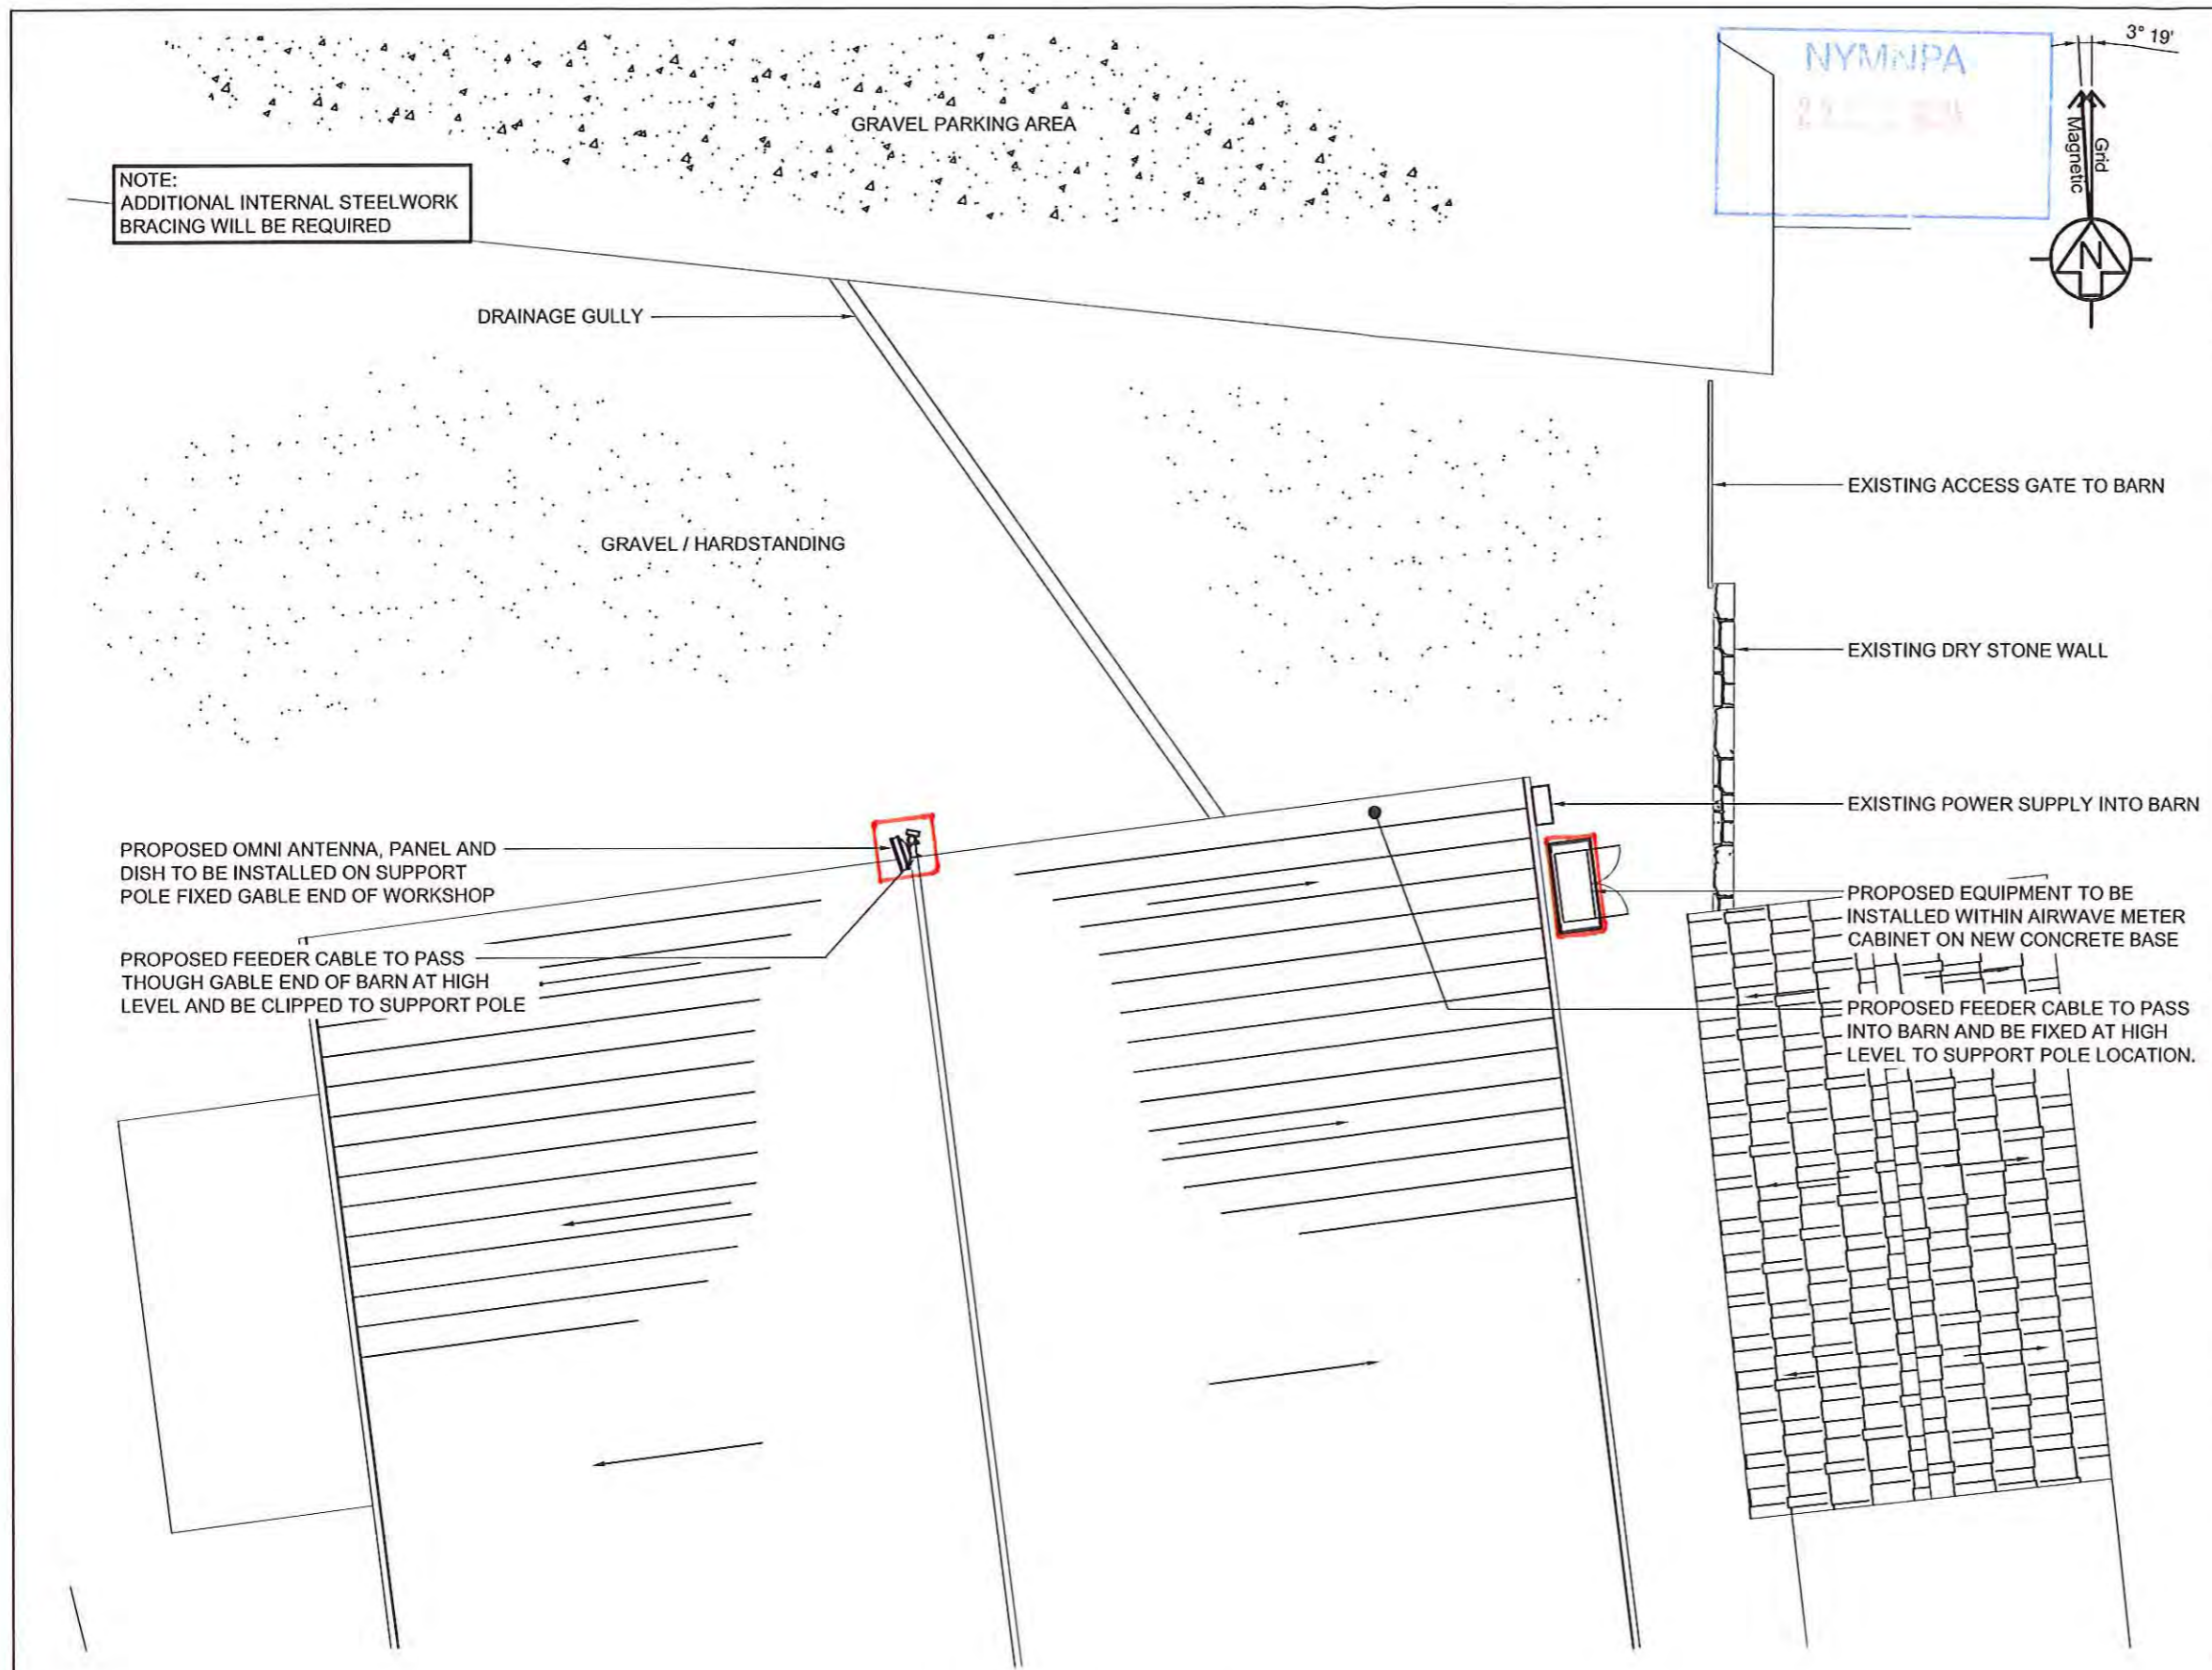 NYMNPA
3° 19'
Magnetic
Grid
N
GRAVEL PARKING AREA
NOTE:
ADDITIONAL INTERNAL STEELWORK
BRACING WILL BE REQUIRED
DRAINAGE GULLY
EXISTING ACCESS GATE TO BARN
GRAVEL / HARDSTANDING
EXISTING DRY STONE WALL
EXISTING POWER SUPPLY INTO BARN
PROPOSED OMNI ANTENNA, PANEL AND
DISH TO BE INSTALLED ON SUPPORT
POLE FIXED GABLE END OF WORKSHOP
PROPOSED EQUIPMENT TO BE
INSTALLED WITHIN AIRWAVE METER
CABINET ON NEW CONCRETE BASE
PROPOSED FEEDER CABLE TO PASS
THOUGH GABLE END OF BARN AT HIGH
LEVEL AND BE CLIPPED TO SUPPORT POLE
PROPOSED FEEDER CABLE TO PASS
INTO BARN AND BE FIXED AT HIGH
LEVEL TO SUPPORT POLE LOCATION.